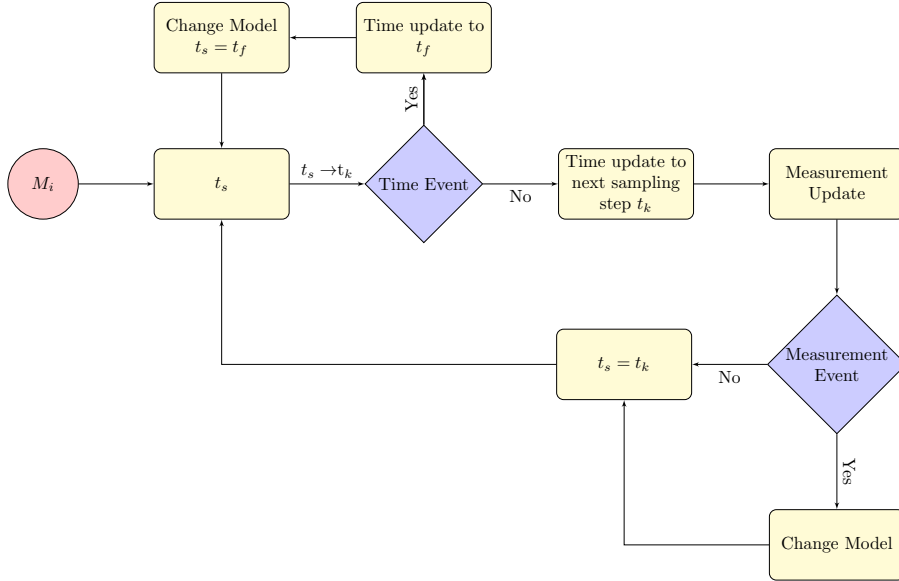 Change Model
t_s = t_f
Time update to
t_f
Yes
M_i
t_s
t_s →t_k
Time Event
No
Time update to
next sampling
step t_k
Measurement
Update
Measurement
Event
No
t_s = t_k
Yes
Change Model